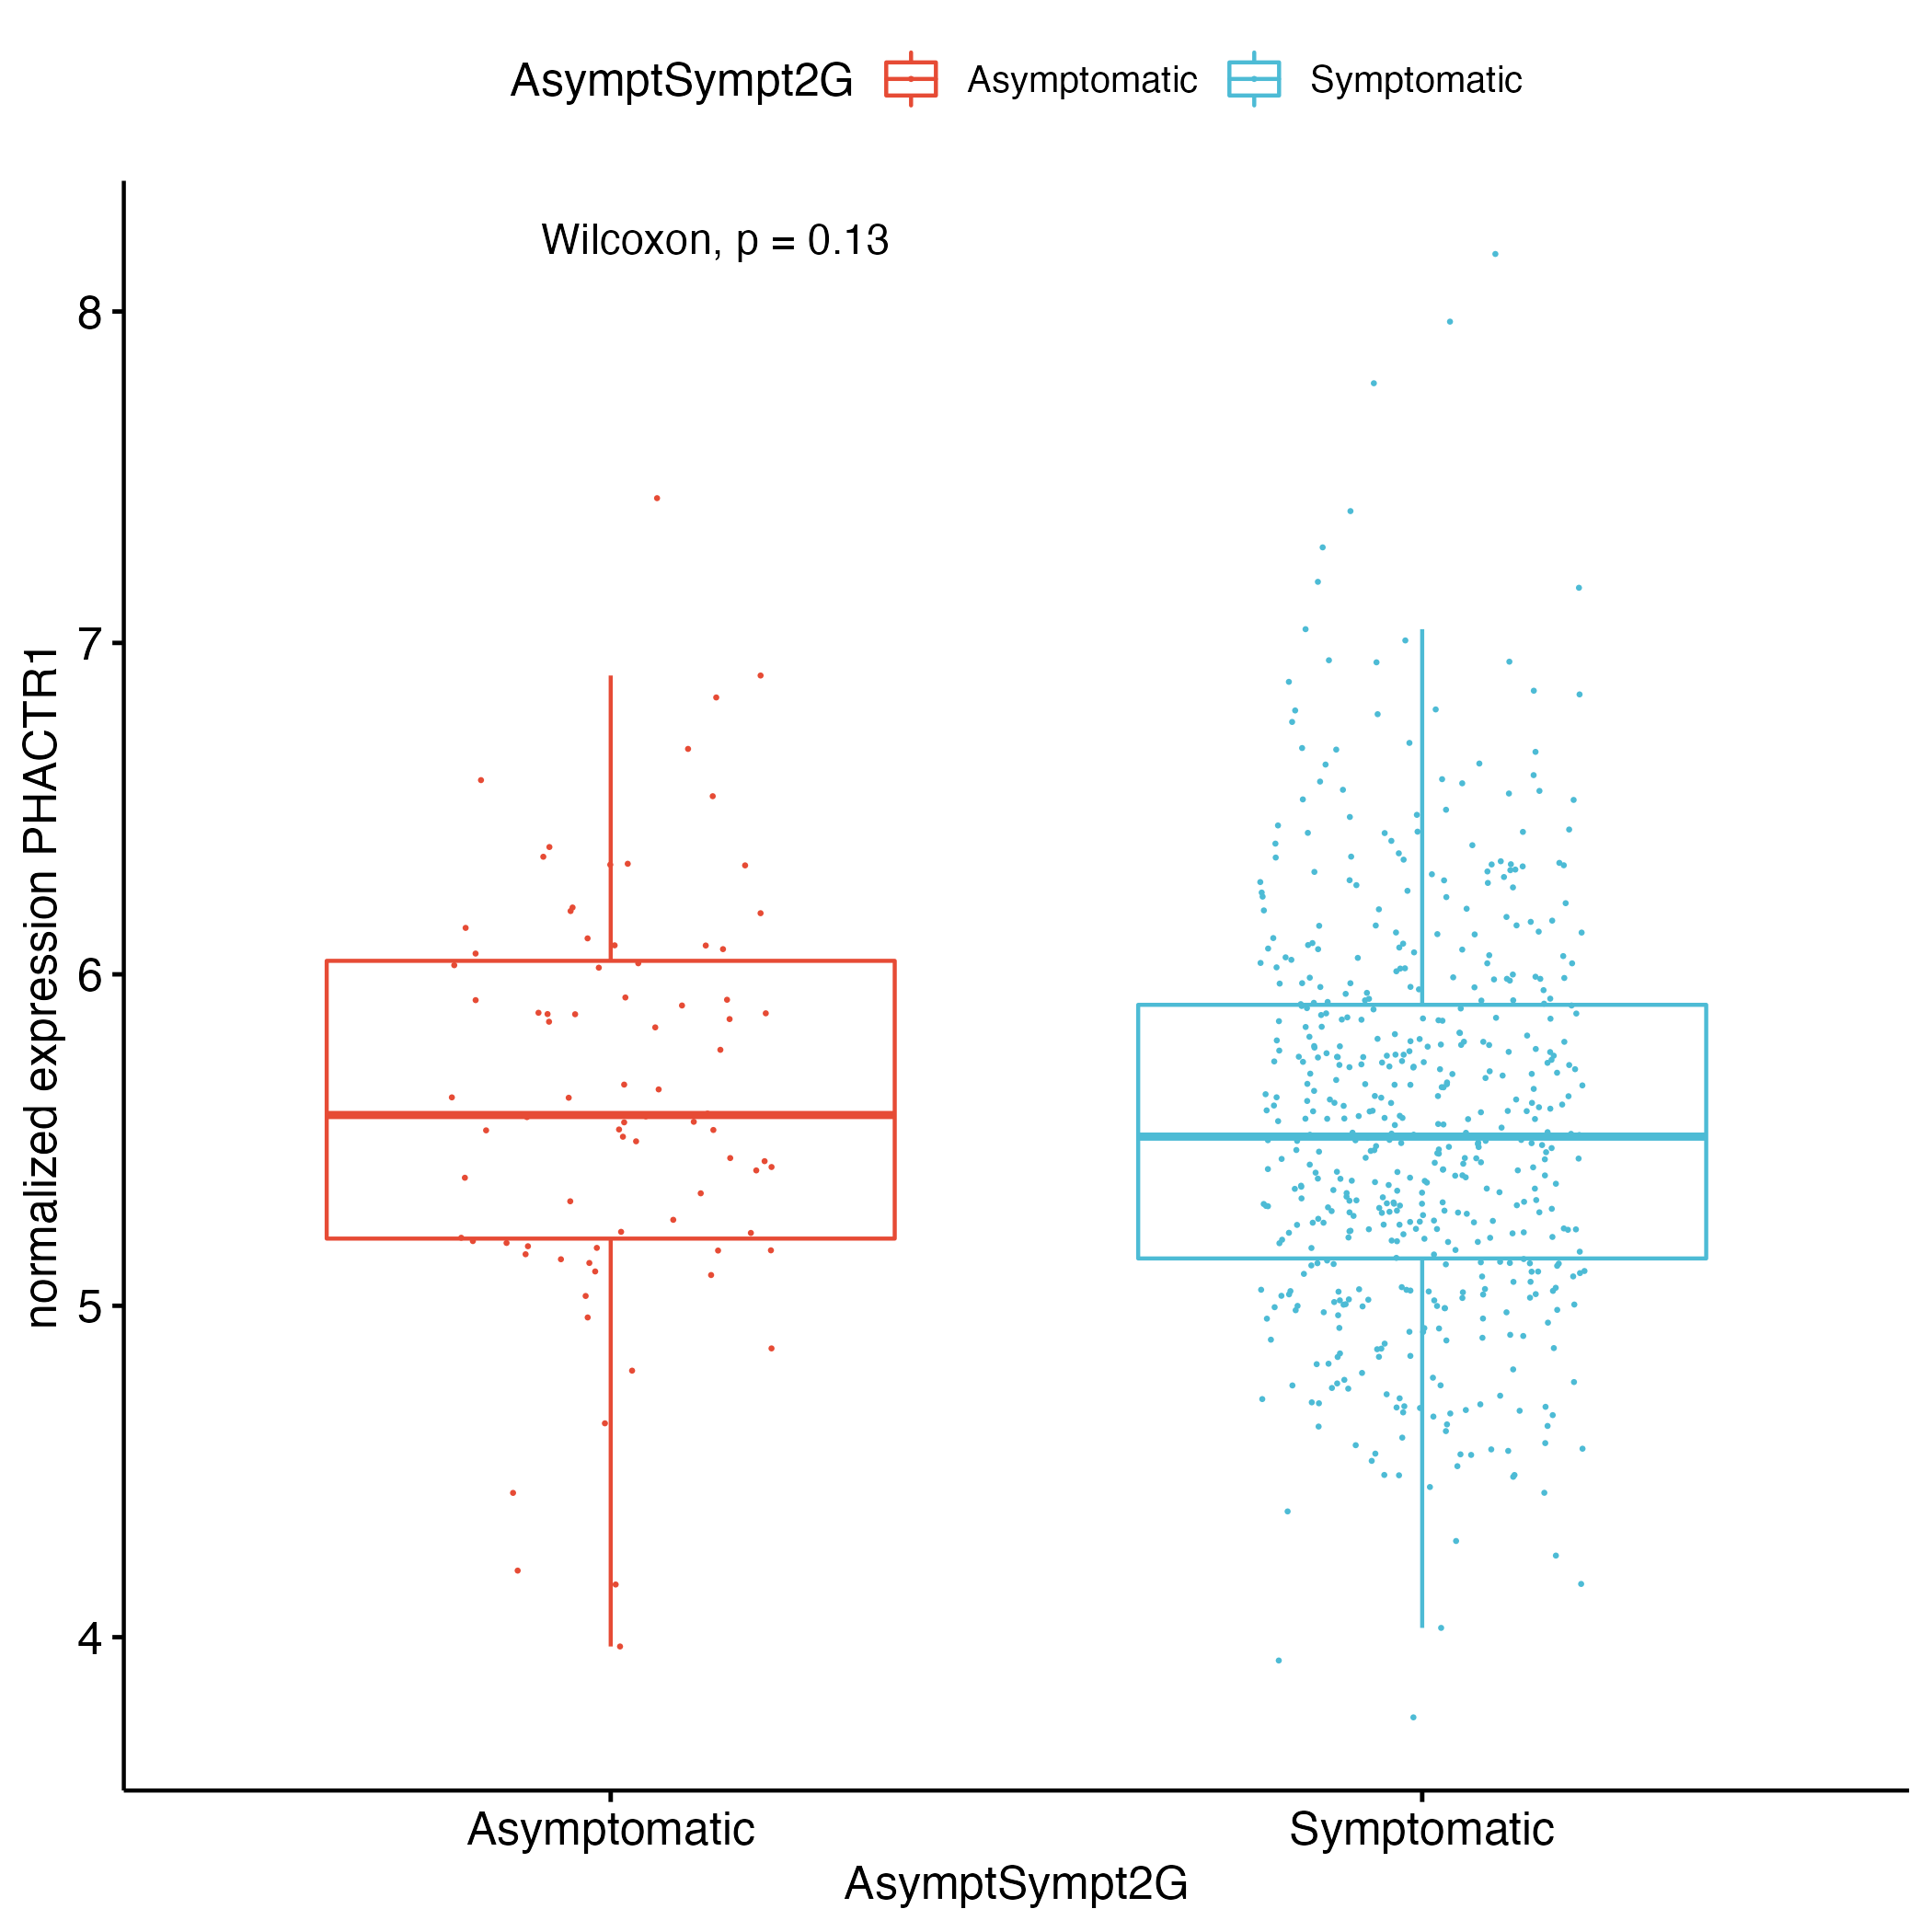 AsymptSympt2G Asymptomatic Symptomatic
Wilcoxon, p = 0.13
normalized expression PHACTR1
8
7
6
5
4
Asymptomatic Symptomatic
AsymptSympt2G